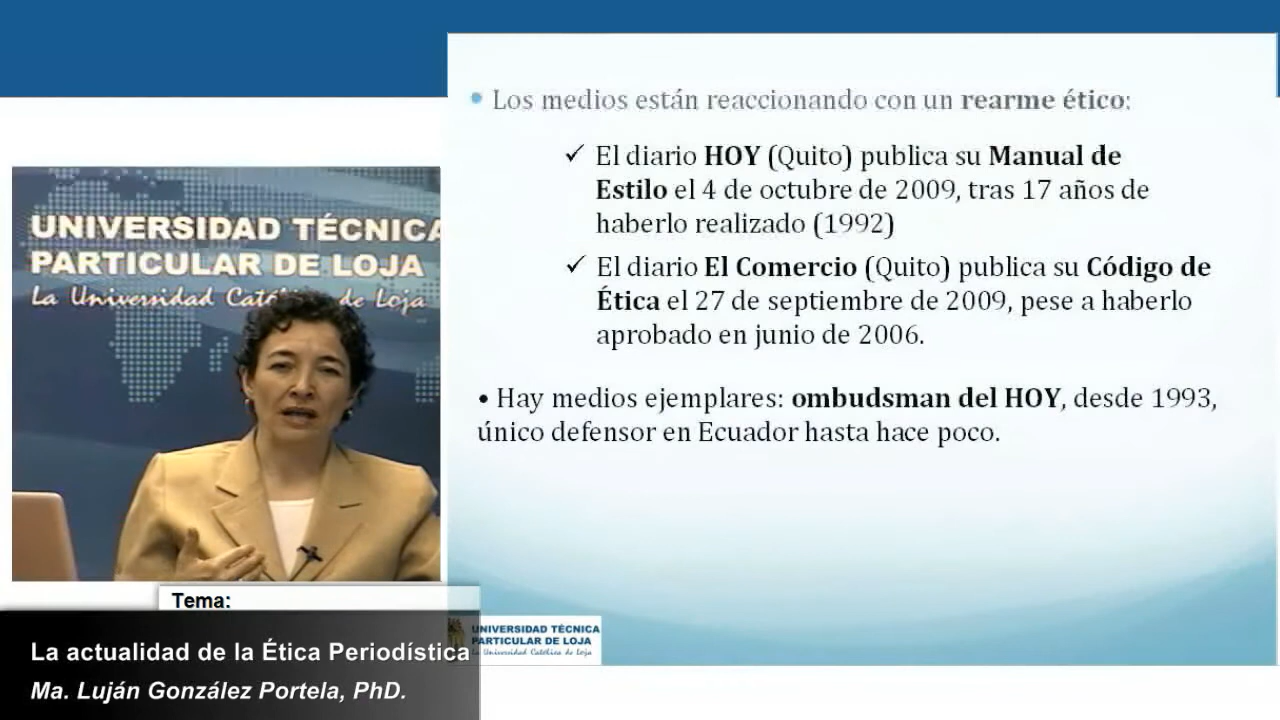 • Los medios están reaccionando con un rearme ético:
✓ El diario HOY (Quito) publica su Manual de
Estilo el 4 de octubre de 2009, tras 17 años de
haberlo realizado (1992)
✓ El diario El Comercio (Quito) publica su Código de
Ética el 27 de septiembre de 2009, pese a haberlo
aprobado en junio de 2006.
• Hay medios ejemplares: ombudsman del HOY, desde 1993,
único defensor en Ecuador hasta hace poco.
UNIVERSIDAD TÉCNICA
PARTICULAR DE LOJA
La Universidad Católica de Loja
UNIVERSIDAD TÉCNICA
PARTICULAR DE LOJA
La Universidad Católica de Loja
Tema:
La actualidad de la Ética Periodística
Ma. Luján González Portela, PhD.